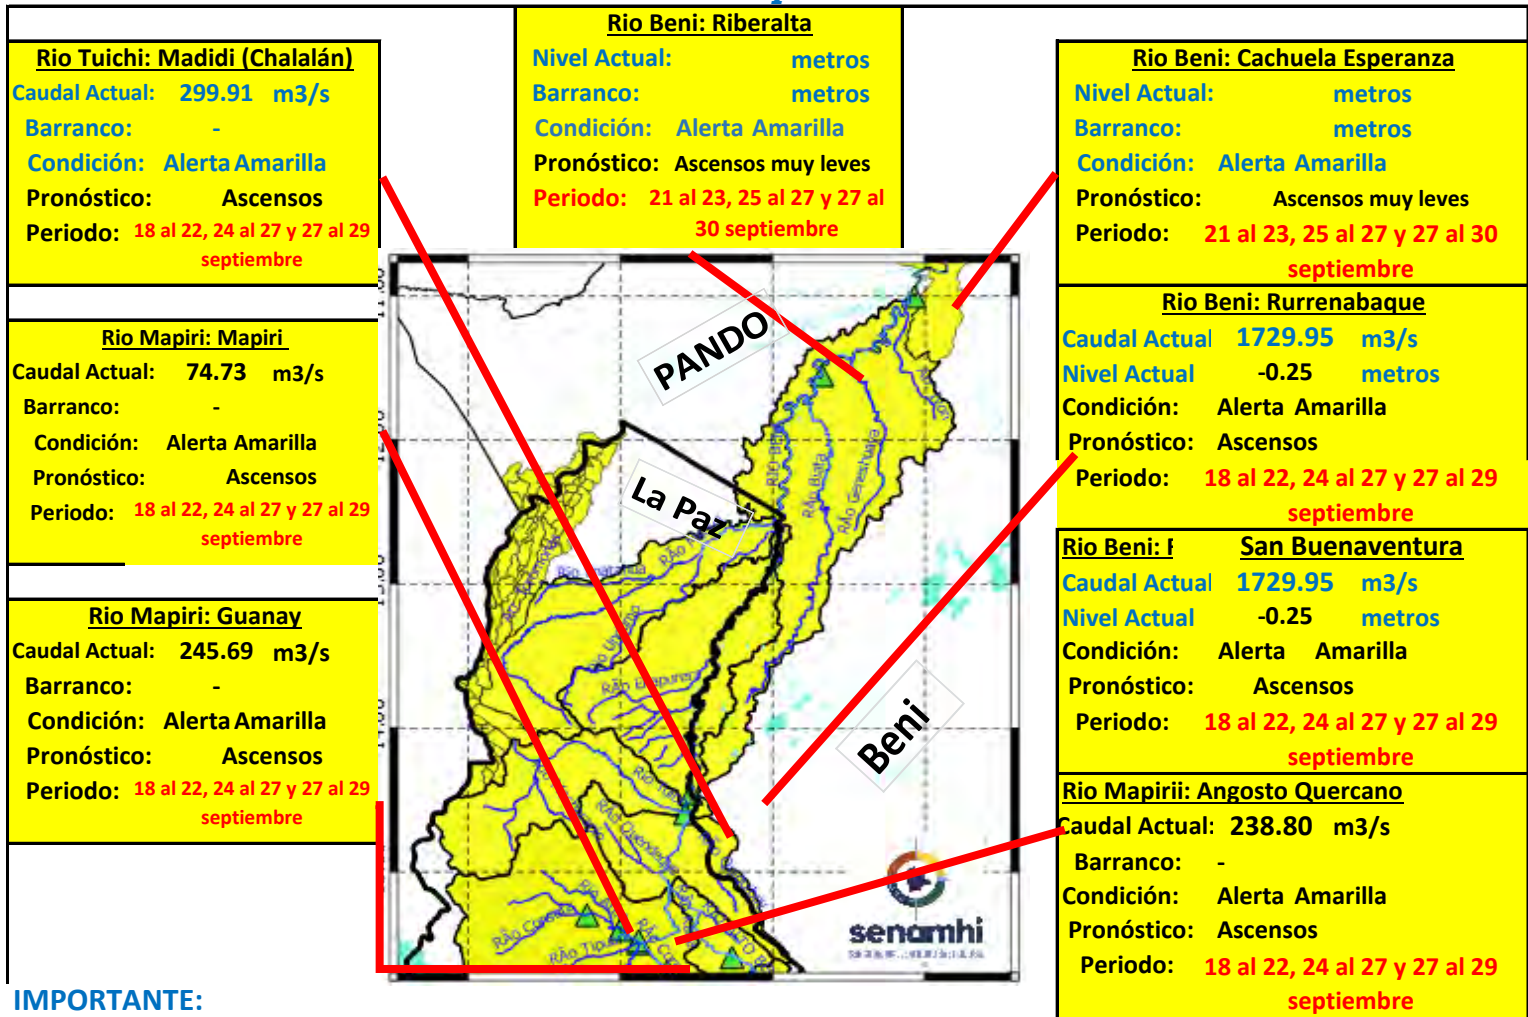 Rio Tuichi: Madidi (Chalalán)
Caudal Actual: 299.91 m3/s
Barranco: -
Condición: Alerta Amarilla
Pronóstico: Ascensos
Periodo: 18 al 22, 24 al 27 y 27 al 29
septiembre
Rio Mapiri: Mapiri
Caudal Actual: 74.73 m3/s
Barranco: -
Condición: Alerta Amarilla
Pronóstico: Ascensos
Periodo: 18 al 22, 24 al 27 y 27 al 29
septiembre
Rio Mapiri: Guanay
Caudal Actual: 245.69 m3/s
Barranco: -
Condición: Alerta Amarilla
Pronóstico: Ascensos
Periodo: 18 al 22, 24 al 27 y 27 al 29
septiembre
Rio Beni: Riberalta
Nivel Actual: metros
Barranco: metros
Condición: Alerta Amarilla
Pronóstico: Ascensos muy leves
Periodo: 21 al 23, 25 al 27 y 27 al
30 septiembre
PANDO
La Paz
Beni
RÃo Biata
RÃo Geneshuaya
senamhi
Rio Beni: Cachuela Esperanza
Nivel Actual: metros
Barranco: metros
Condición: Alerta Amarilla
Pronóstico: Ascensos muy leves
Periodo: 21 al 23, 25 al 27 y 27 al 30
septiembre
Rio Beni: Rurrenabaque
Caudal Actual 1729.95 m3/s
Nivel Actual -0.25 metros
Condición: Alerta Amarilla
Pronóstico: Ascensos
Periodo: 18 al 22, 24 al 27 y 27 al 29
septiembre
Rio Beni: San Buenaventura
Caudal Actual 1729.95 m3/s
Nivel Actual -0.25 metros
Condición: Alerta Amarilla
Pronóstico: Ascensos
Periodo: 18 al 22, 24 al 27 y 27 al 29
septiembre
Rio Mapirii: Angosto Quercano
Caudal Actual: 238.80 m3/s
Barranco: -
Condición: Alerta Amarilla
Pronóstico: Ascensos
Periodo: 18 al 22, 24 al 27 y 27 al 29
septiembre
IMPORTANTE: